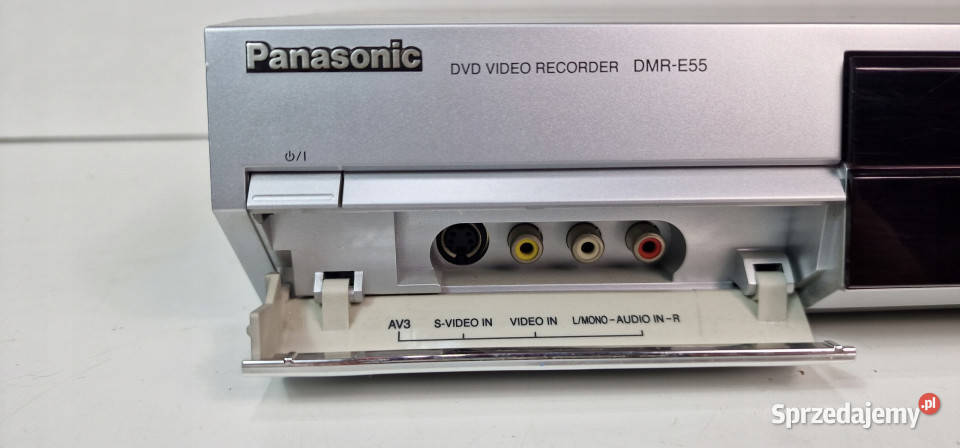 Panasonic DVD VIDEO RECORDER DMR-E55
⏻/I
AV3 S-VIDEO IN VIDEO IN L/MONO-AUDIO IN-R
Sprzedajemy.pl